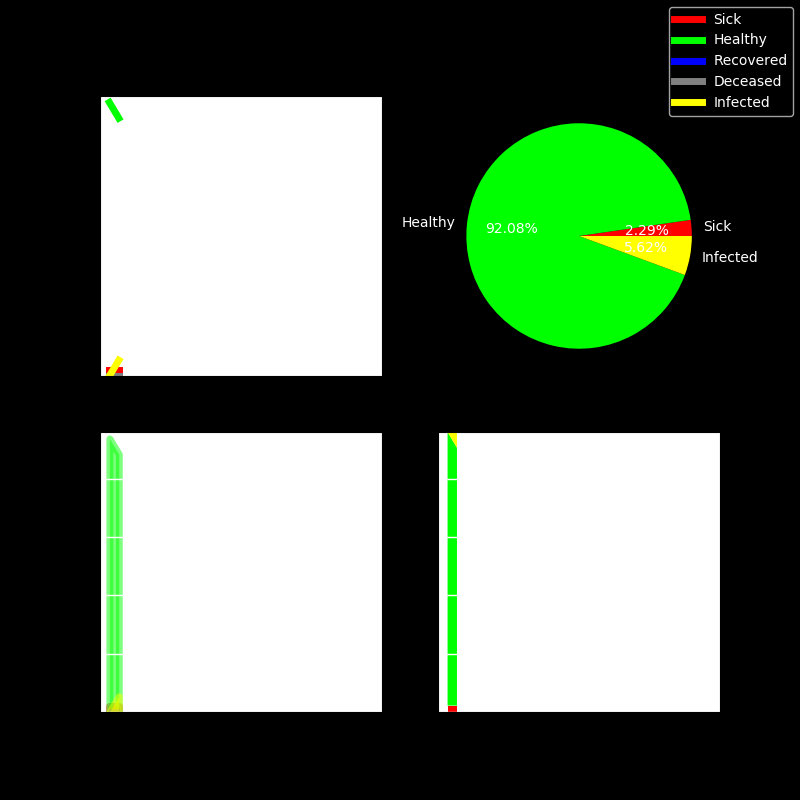 Sick
Healthy
Recovered
Deceased
Infected
Healthy
92.08%
2.29%
Sick
5.62%
Infected